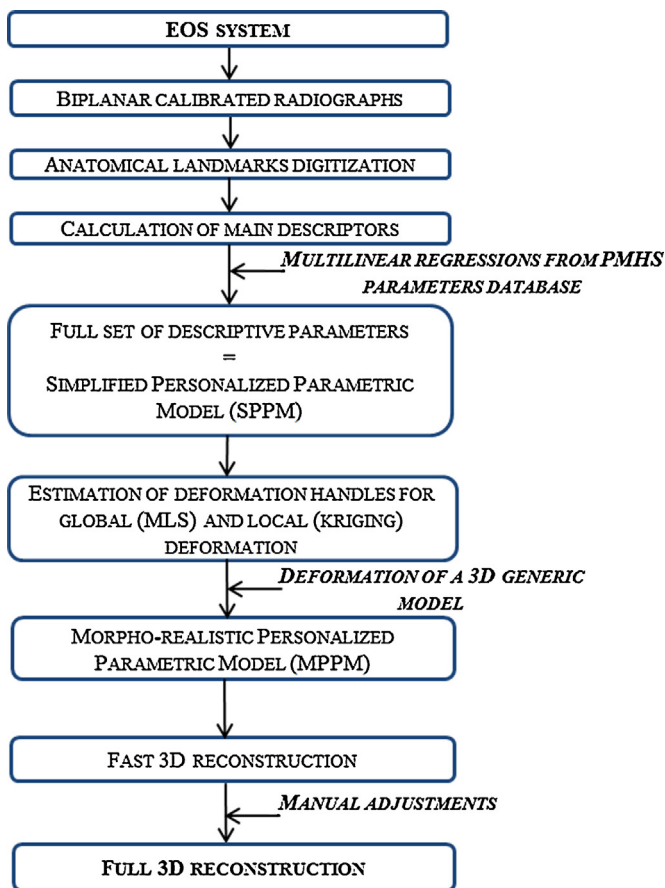 EOS SYSTEM
BIPLANAR CALIBRATED RADIOGRAPHS
ANATOMICAL LANDMARKS DIGITIZATION
CALCULATION OF MAIN DESCRIPTORS
MULTILINEAR REGRESSIONS FROM PMHS
PARAMETERS DATABASE
FULL SET OF DESCRIPTIVE PARAMETERS
=
SIMPLIFIED PERSONALIZED PARAMETRIC
MODEL (SPPM)
ESTIMATION OF DEFORMATION HANDLES FOR
GLOBAL (MLS) AND LOCAL (KRIGING)
DEFORMATION
DEFORMATION OF A 3D GENERIC
MODEL
MORPHO-REALISTIC PERSONALIZED
PARAMETRIC MODEL (MPPM)
FAST 3D RECONSTRUCTION
MANUAL ADJUSTMENTS
FULL 3D RECONSTRUCTION